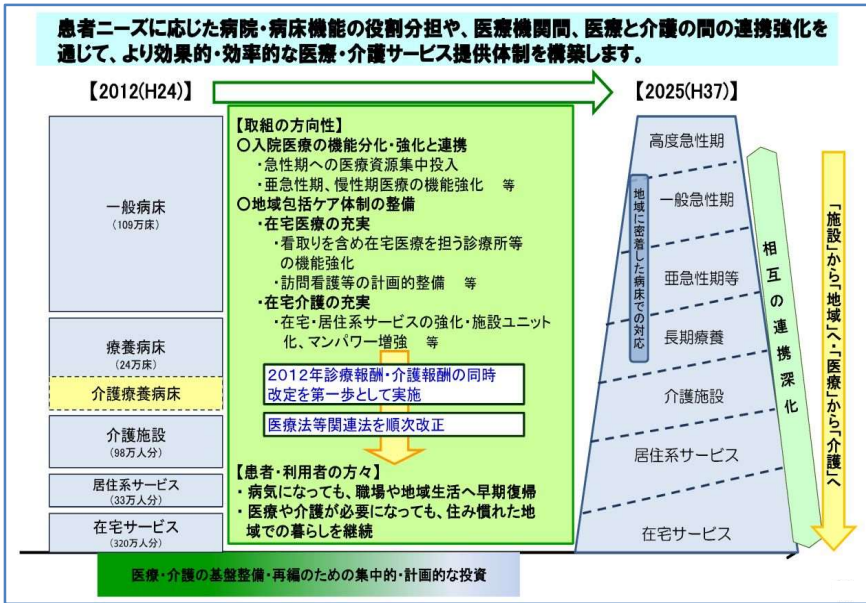 患者ニーズに応じた病院・病床機能の役割分担や、医療機関間、医療と介護の間の連携強化を
通じて、より効果的・効率的な医療・介護サービス提供体制を構築します。
【2012(H24)】
【2025(H37)】
一般病床
(109万床)
療養病床
(24万床)
介護療養病床
介護施設
(98万人分)
居住系サービス
(33万人分)
在宅サービス
(320万人分)
【取組の方向性】
○入院医療の機能分化・強化と連携
・急性期への医療資源集中投入
・亜急性期、慢性期医療の機能強化 等
○地域包括ケア体制の整備
・在宅医療の充実
・看取りを含め在宅医療を担う診療所等
の機能強化
・訪問看護等の計画的整備 等
・在宅介護の充実
・在宅・居住系サービスの強化・施設ユニット
化、マンパワー増強 等
2012年診療報酬・介護報酬の同時
改定を第一歩として実施
医療法等関連法を順次改正
【患者・利用者の方々】
・病気になっても、職場や地域生活へ早期復帰
・医療や介護が必要になっても、住み慣れた地
域での暮らしを継続
高度急性期
一般急性期
亜急性期等
長期療養
介護施設
居住系サービス
在宅サービス
地域に密着した病床での対応
相互の連携深化
「施設」から「地域」へ・「医療」から「介護」へ
医療・介護の基盤整備・再編のための集中的・計画的な投資